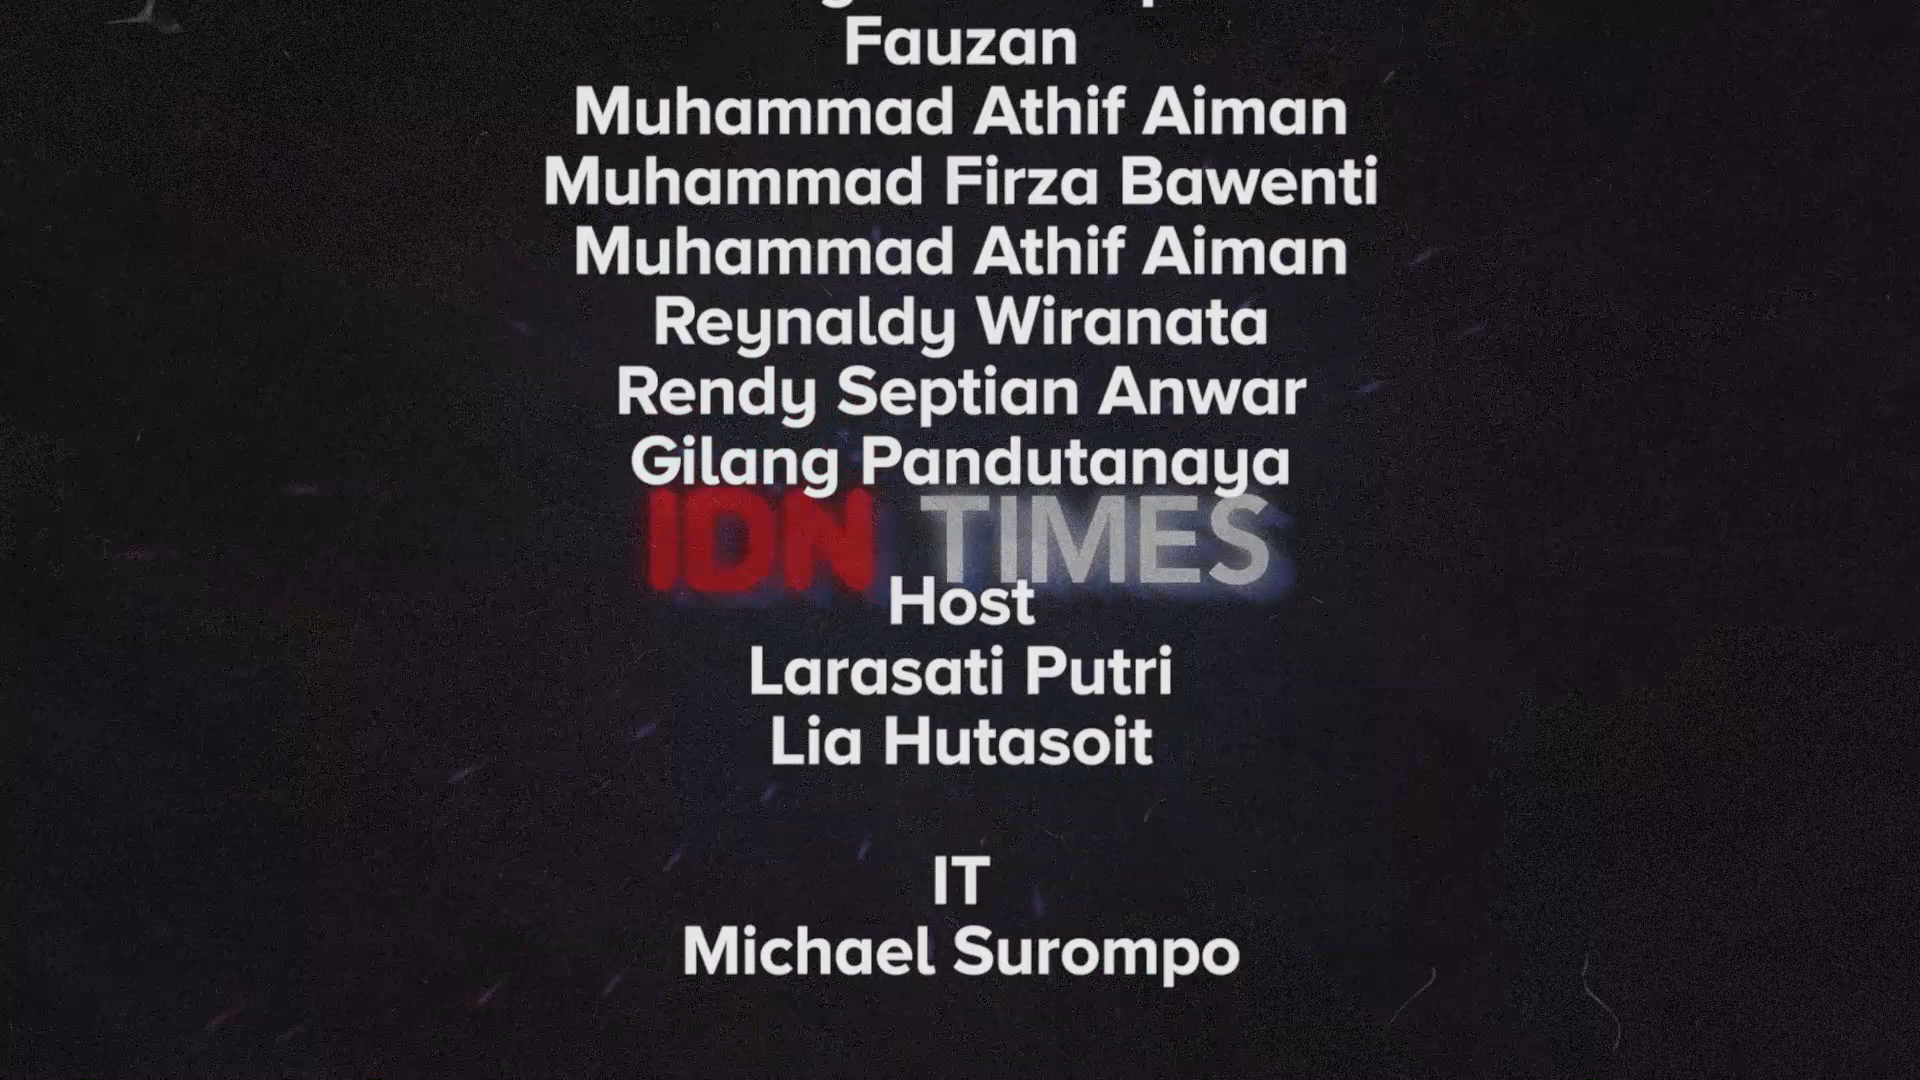 Fauzan
Muhammad Athif Aiman
Muhammad Firza Bawenti
Muhammad Athif Aiman
Reynaldy Wiranata
Rendy Septian Anwar
Gilang Pandutanaya
IDN TIMES
Host
Larasati Putri
Lia Hutasoit
IT
Michael Surompo